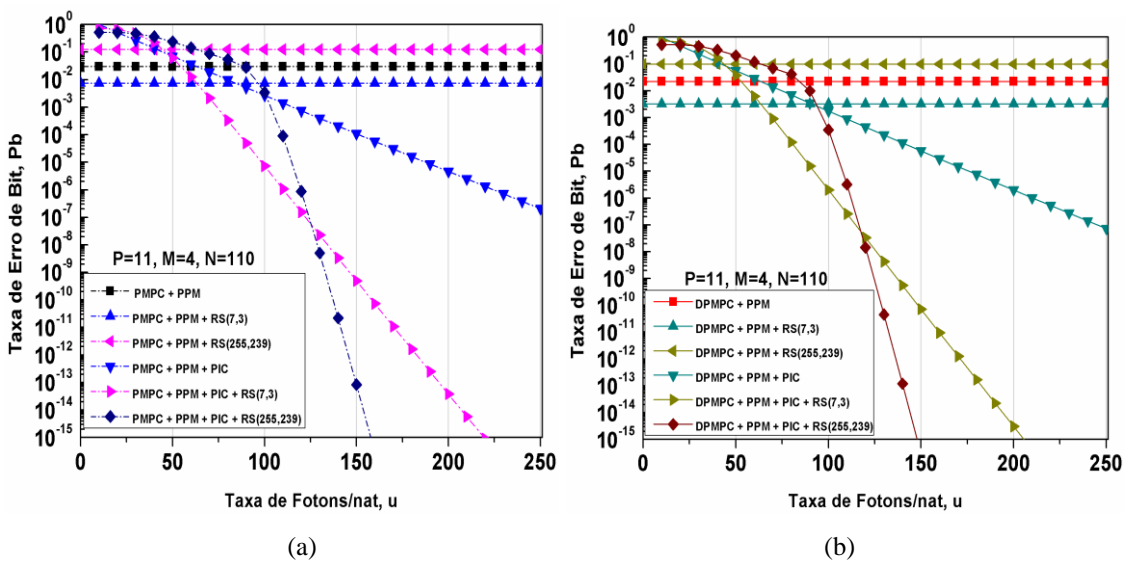 (a)
10^0
10^-1
10^-2
10^-3
10^-4
10^-5
10^-6
10^-7
10^-8
10^-9
10^-10
10^-11
10^-12
10^-13
10^-14
10^-15
Taxa de Erro de Bit, Pb
P=11, M=4, N=110
PMPC + PPM
PMPC + PPM + RS(7,3)
PMPC + PPM + RS(255,239)
PMPC + PPM + PIC
PMPC + PPM + PIC + RS(7,3)
PMPC + PPM + PIC + RS(255,239)
0 50 100 150 200 250
Taxa de Fotons/nat, u
(a)
(b)
10^0
10^-1
10^-2
10^-3
10^-4
10^-5
10^-6
10^-7
10^-8
10^-9
10^-10
10^-11
10^-12
10^-13
10^-14
10^-15
Taxa de Erro de Bit, Pb
P=11, M=4, N=110
DPMPC + PPM
DPMPC + PPM + RS(7,3)
DPMPC + PPM + RS(255,239)
DPMPC + PPM + PIC
DPMPC + PPM + PIC + RS(7,3)
DPMPC + PPM + PIC + RS(255,239)
0 50 100 150 200 250
Taxa de Fotons/nat, u
(b)